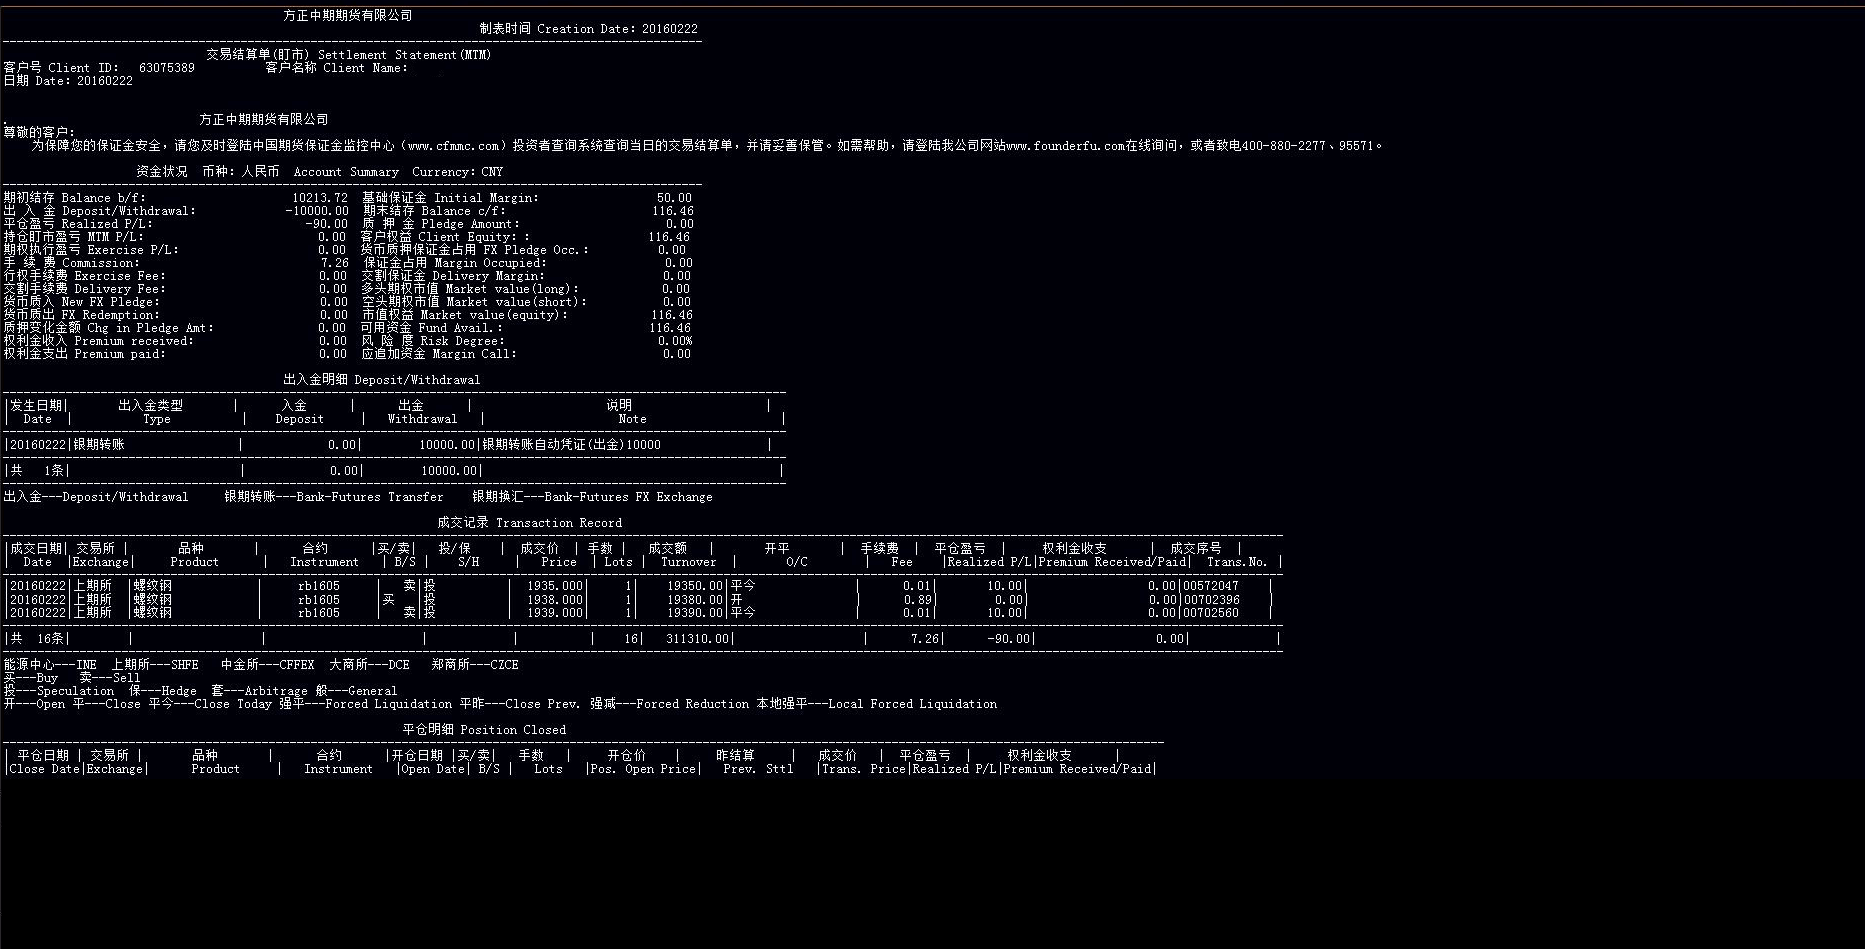 方正中期期货有限公司
制表时间 Creation Date：20160222
----------------------------------------------------------------------------------------------------
交易结算单(盯市) Settlement Statement(MTM)
客户号 Client ID：  63075389          客户名称 Client Name：
日期 Date：20160222
.                           方正中期期货有限公司
尊敬的客户：
为保障您的保证金安全，请您及时登陆中国期货保证金监控中心（www.cfmmc.com）投资者查询系统查询当日的交易结算单，并请妥善保管。如需帮助，请登陆我公司网站www.founderfu.com在线询问，或者致电400-880-2277、95571。
资金状况  币种：人民币  Account Summary  Currency：CNY
----------------------------------------------------------------------------------------------------
期初结存 Balance b/f：  10213.72  基础保证金 Initial Margin：  50.00
出 入 金 Deposit/Withdrawal：  -10000.00  期末结存 Balance c/f：  116.46
平仓盈亏 Realized P/L：  -90.00  质 押 金 Pledge Amount：  0.00
持仓盯市盈亏 MTM P/L：  0.00  客户权益 Client Equity：：  116.46
期权执行盈亏 Exercise P/L：  0.00  货币质押保证金占用 FX Pledge Occ.：  0.00
手 续 费 Commission：  7.26  保证金占用 Margin Occupied：  0.00
行权手续费 Exercise Fee：  0.00  交割保证金 Delivery Margin：  0.00
交割手续费 Delivery Fee：  0.00  多头期权市值 Market value(long)：  0.00
货币质入 New FX Pledge：  0.00  空头期权市值 Market value(short)：  0.00
货币质出 FX Redemption：  0.00  市值权益 Market value(equity)：  116.46
质押变化金额 Chg in Pledge Amt：  0.00  可用资金 Fund Avail.：  116.46
权利金收入 Premium received：  0.00  风 险 度 Risk Degree：  0.00%
权利金支出 Premium paid：  0.00  应追加资金 Margin Call：  0.00
出入金明细 Deposit/Withdrawal
----------------------------------------------------------------------------------------------------
|发生日期|  出入金类型  |  入金  |  出金  |  说明  |
|  Date  |  Type  |  Deposit  |  Withdrawal  |  Note  |
----------------------------------------------------------------------------------------------------
|20160222|银期转账  |  0.00|  10000.00|银期转账自动凭证(出金)10000  |
----------------------------------------------------------------------------------------------------
|共   1条|  |  0.00|  10000.00|  |
----------------------------------------------------------------------------------------------------
出入金---Deposit/Withdrawal     银期转账---Bank-Futures Transfer    银期换汇---Bank-Futures FX Exchange
成交记录 Transaction Record
----------------------------------------------------------------------------------------------------
|成交日期| 交易所 |  品种  |  合约  |买/卖|  投/保  |  成交价  | 手数 |  成交额  |  开平  |  手续费  |  平仓盈亏  |  权利金收支  |  成交序号  |
|  Date  |Exchange|  Product  |  Instrument  | B/S |  S/H  |  Price  | Lots |  Turnover  |  O/C  |  Fee  |Realized P/L|Premium Received/Paid|  Trans.No.  |
----------------------------------------------------------------------------------------------------
|20160222|上期所  |螺纹钢  |  rb1605  |   卖|投  |  1935.000|  1|  19350.00|平今  |  0.01|  10.00|  0.00|00572047  |
|20160222|上期所  |螺纹钢  |  rb1605  |买   |投  |  1938.000|  1|  19380.00|开  |  0.89|  0.00|  0.00|00702396  |
|20160222|上期所  |螺纹钢  |  rb1605  |   卖|投  |  1939.000|  1|  19390.00|平今  |  0.01|  10.00|  0.00|00702560  |
----------------------------------------------------------------------------------------------------
|共  16条|  |  |  |  |  |  16|  311310.00|  |  7.26|  -90.00|  0.00|  |
----------------------------------------------------------------------------------------------------
能源中心---INE  上期所---SHFE   中金所---CFFEX  大商所---DCE   郑商所---CZCE
买---Buy   卖---Sell
投---Speculation  保---Hedge  套---Arbitrage 般---General
开---Open 平---Close 平今---Close Today 强平---Forced Liquidation 平昨---Close Prev. 强减---Forced Reduction 本地强平---Local Forced Liquidation
平仓明细 Position Closed
----------------------------------------------------------------------------------------------------
| 平仓日期 | 交易所 |  品种  |  合约  |开仓日期 |买/卖|  手数  |  开仓价  |  昨结算  |  成交价  |  平仓盈亏  |  权利金收支  |
|Close Date|Exchange|  Product  |  Instrument  |Open Date| B/S |  Lots  |Pos. Open Price|  Prev. Sttl  |Trans. Price|Realized P/L|Premium Received/Paid|